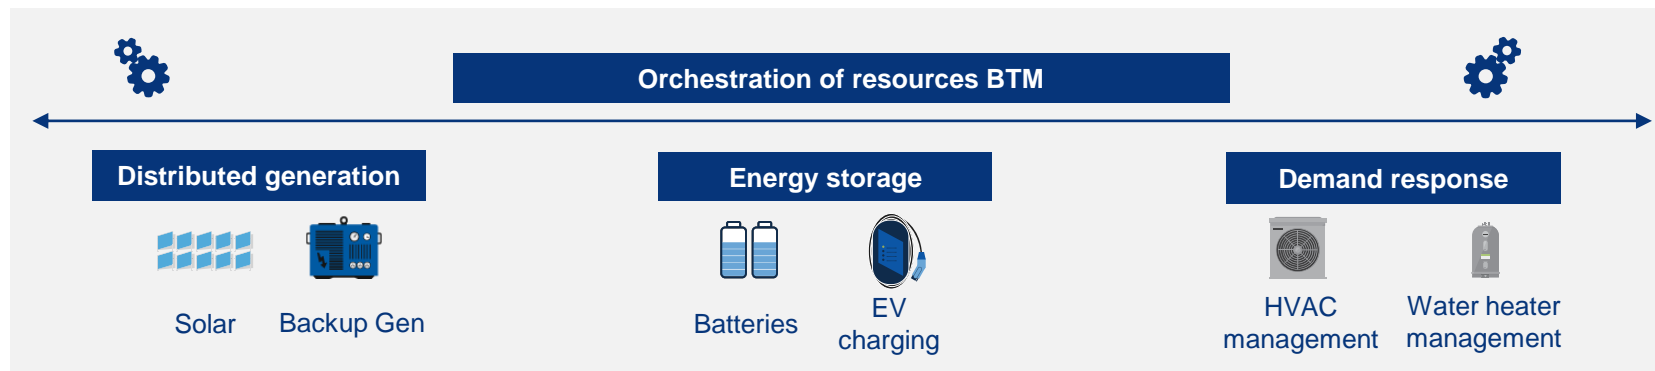 Orchestration of resources BTM
Distributed generation
Energy storage
Demand response
Solar
Backup Gen
Batteries
EV
charging
HVAC
management
Water heater
management